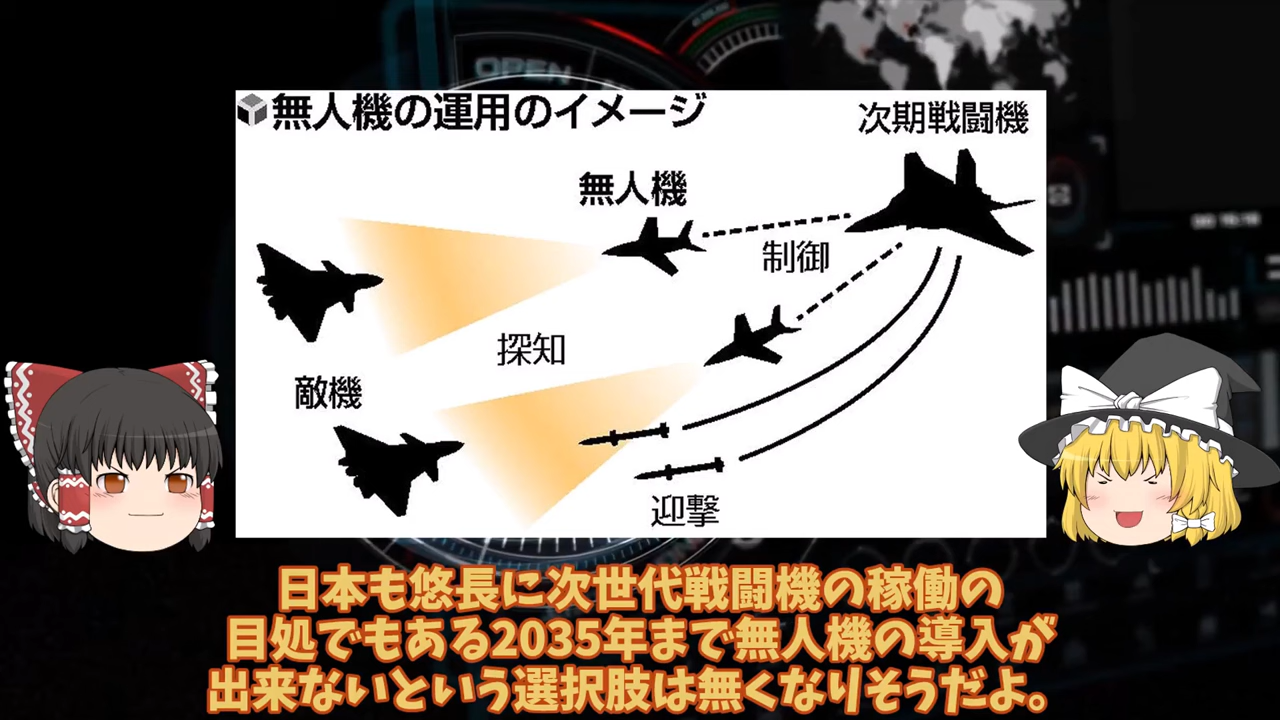 OPEN
無人機の運用のイメージ
次期戦闘機
無人機
制御
探知
敵機
迎撃
日本も悠長に次世代戦闘機の稼働の
目処でもある2035年まで無人機の導入が
出来ないという選択肢は無くなりそうだよ。